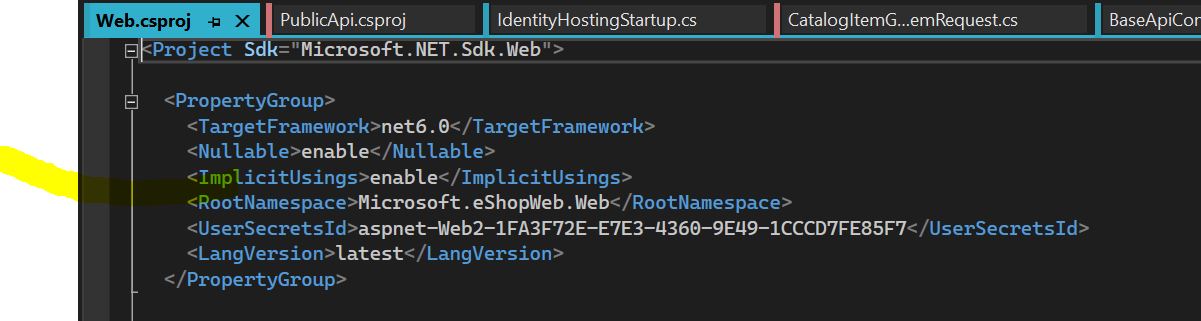 Web.csproj
PublicApi.csproj
IdentityHostingStartup.cs
CatalogItemG...emRequest.cs
BaseApiCon
<Project Sdk="Microsoft.NET.Sdk.Web">
<PropertyGroup>
<TargetFramework>net6.0</TargetFramework>
<Nullable>enable</Nullable>
<ImplicitUsings>enable</ImplicitUsings>
<RootNamespace>Microsoft.eShopWeb.Web</RootNamespace>
<UserSecretsId>aspnet-Web2-1FA3F72E-E7E3-4360-9E49-1CCCD7FE85F7</UserSecretsId>
<LangVersion>latest</LangVersion>
</PropertyGroup>